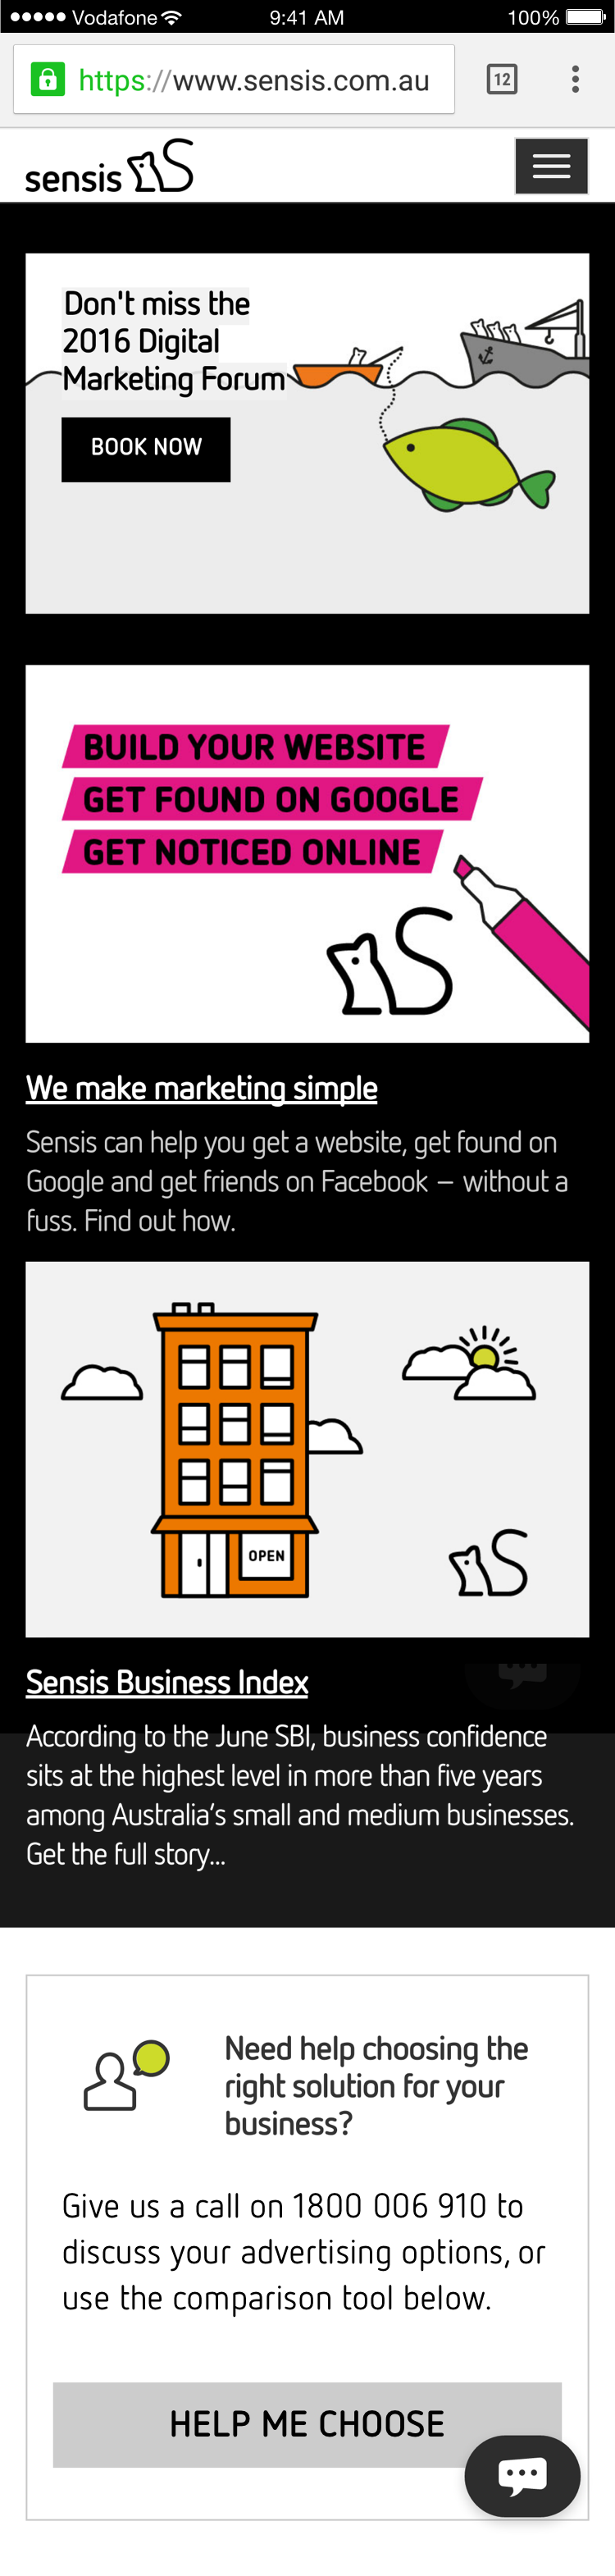 Vodafone 9:41 AM 100%
https://www.sensis.com.au 12
sensis
Don't miss the
2016 Digital
Marketing Forum
BOOK NOW
BUILD YOUR WEBSITE
GET FOUND ON GOOGLE
GET NOTICED ONLINE
We make marketing simple
Sensis can help you get a website, get found on
Google and get friends on Facebook – without a
fuss. Find out how.
OPEN
Sensis Business Index
According to the June SBI, business confidence
sits at the highest level in more than five years
among Australia's small and medium businesses.
Get the full story...
Need help choosing the
right solution for your
business?
Give us a call on 1800 006 910 to
discuss your advertising options, or
use the comparison tool below.
HELP ME CHOOSE